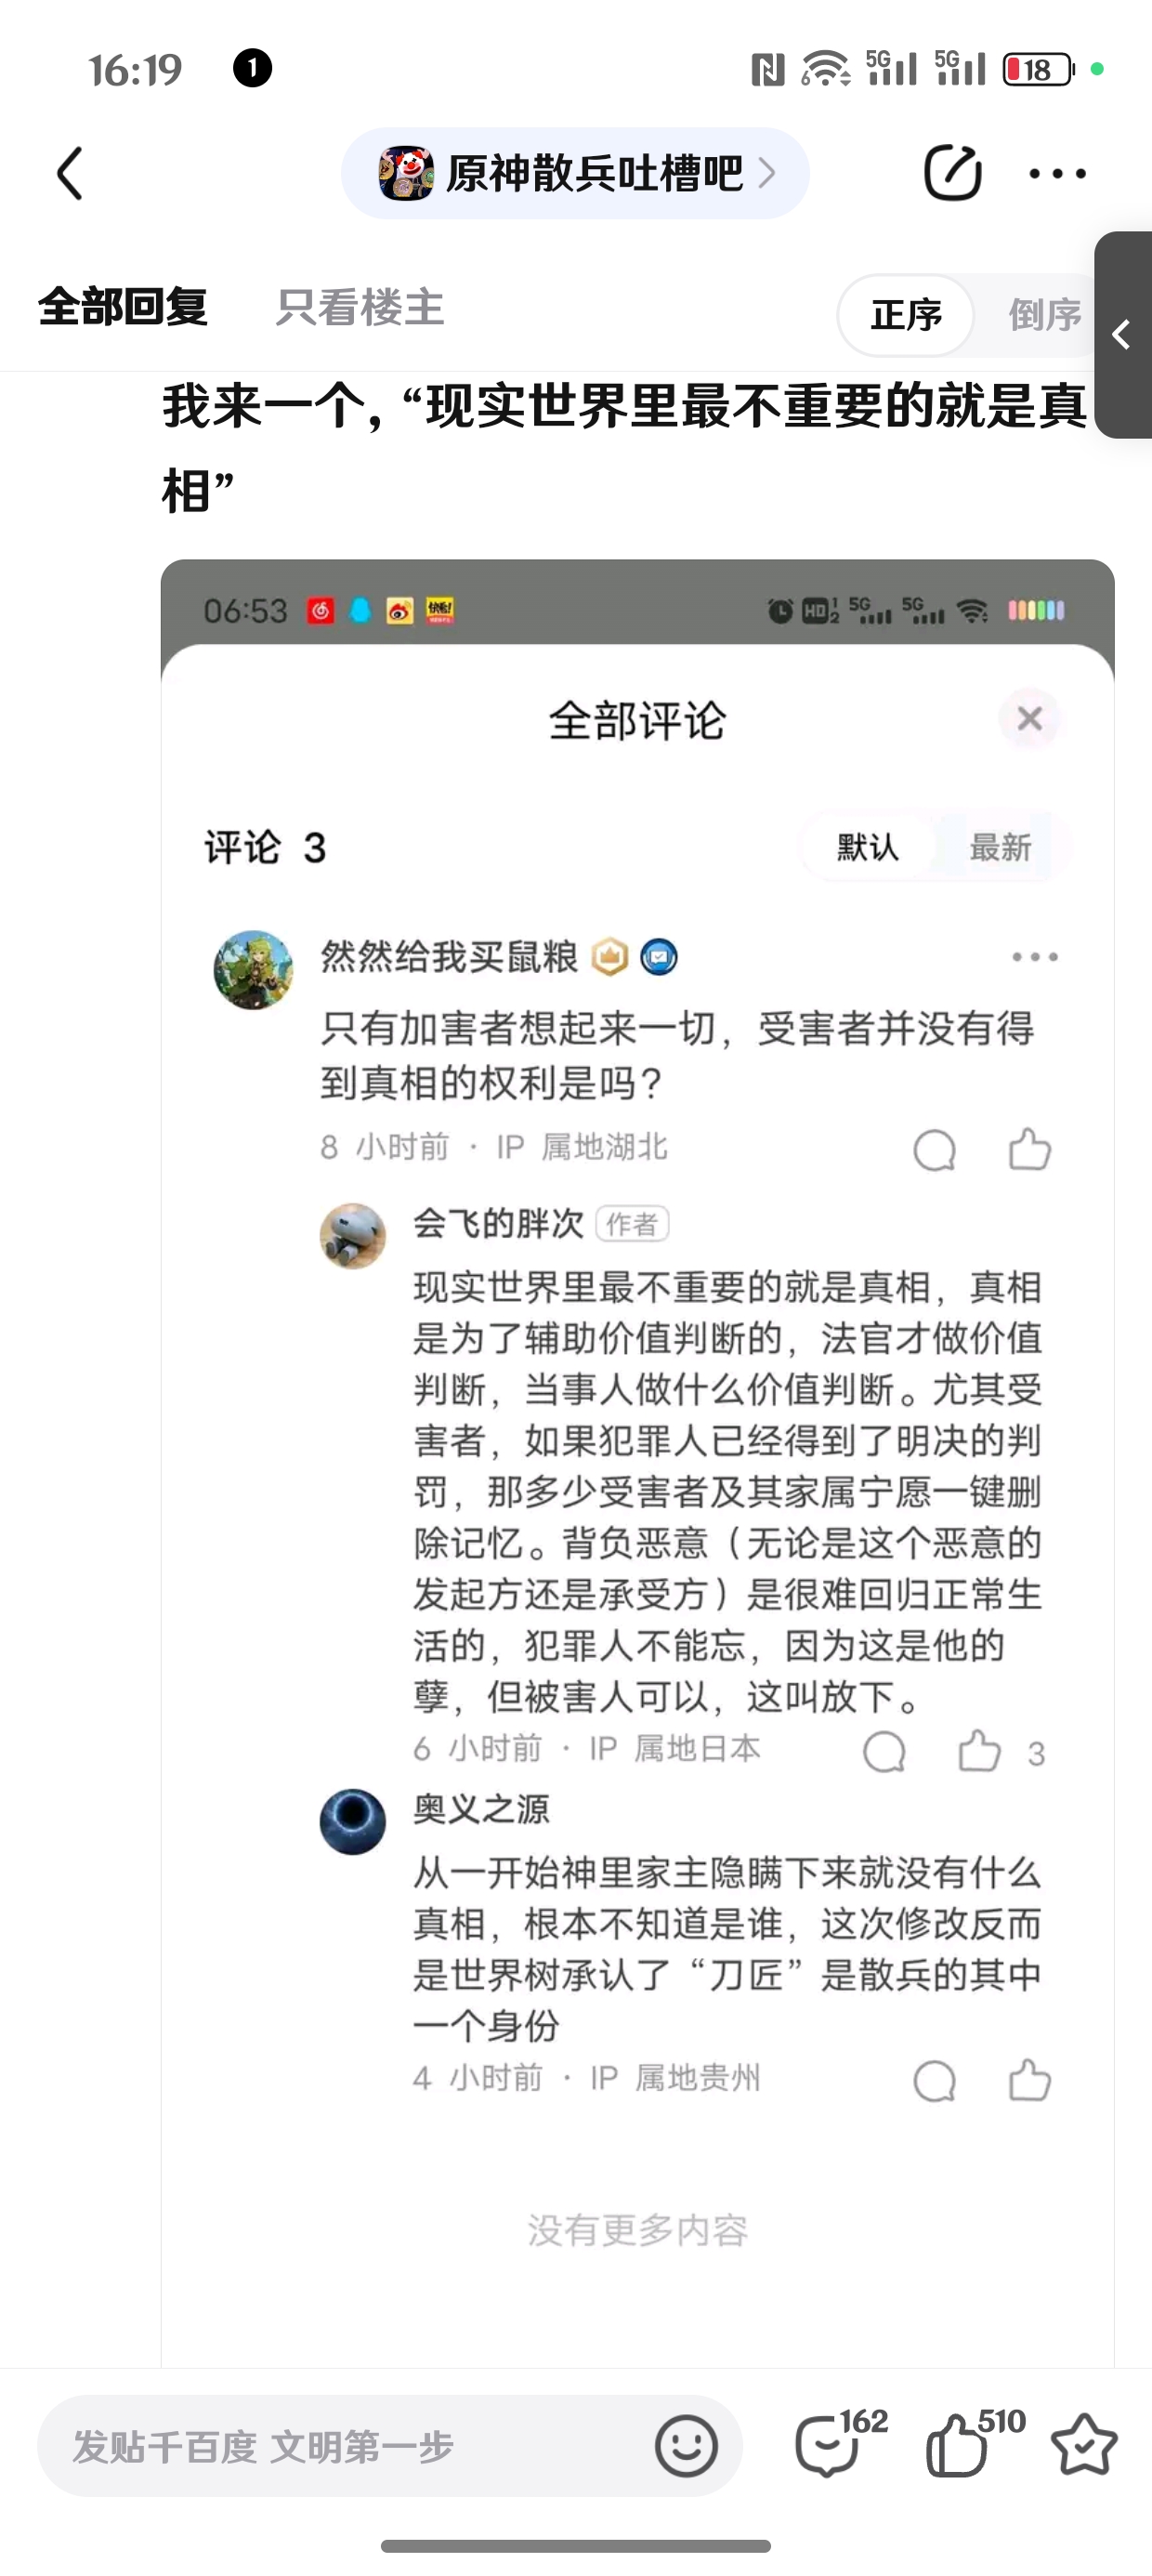 16:19
1
6
5G
5G
18
原神散兵吐槽吧
全部回复
只看楼主
正序
倒序
我来一个，“现实世界里最不重要的就是真
相”
06:53
快看!
HD 1 2
5G
5G
全部评论
评论 3
默认
最新
然然给我买鼠粮
只有加害者想起来一切，受害者并没有得
到真相的权利是吗？
8 小时前 · IP 属地湖北
会飞的胖次 作者
现实世界里最不重要的就是真相，真相
是为了辅助价值判断的，法官才做价值
判断，当事人做什么价值判断。尤其受
害者，如果犯罪人已经得到了明决的判
罚，那多少受害者及其家属宁愿一键删
除记忆。背负恶意（无论是这个恶意的
发起方还是承受方）是很难回归正常生
活的，犯罪人不能忘，因为这是他的
孽，但被害人可以，这叫放下。
6 小时前 · IP 属地日本
3
奥义之源
从一开始神里家主隐瞒下来就没有什么
真相，根本不知道是谁，这次修改反而
是世界树承认了“刀匠”是散兵的其中
一个身份
4 小时前 · IP 属地贵州
没有更多内容
发贴千百度 文明第一步
162
510